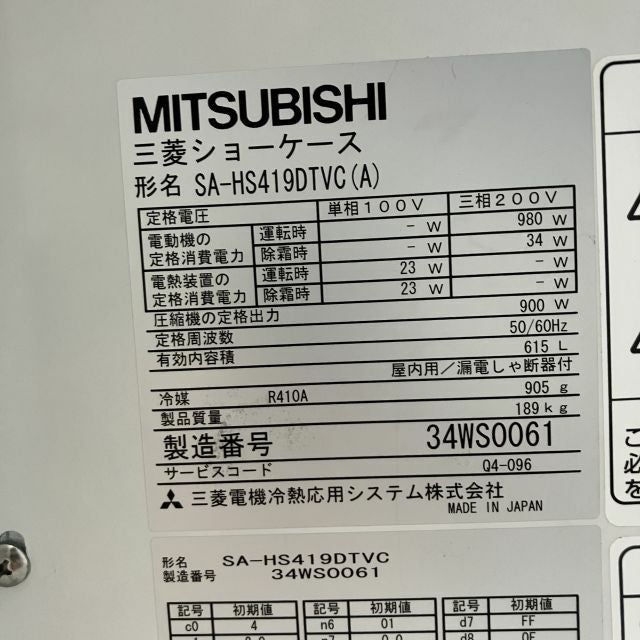 MITSUBISHI
三菱ショーケース
形名 SA-HS419DTVC(A)
定格電圧 単相100V 三相200V
電動機の定格消費電力 運転時 - W 980 W
除霜時 - W 34 W
電熱装置の定格消費電力 運転時 23 W - W
除霜時 23 W - W
圧縮機の定格出力 900 W
定格周波数 50/60Hz
有効内容積 615 L
屋内用/漏電しゃ断器付
冷媒 R410A 905 g
製品質量 189kg
製造番号 34WS0061
サービスコード Q4-096
三菱電機冷熱応用システム株式会社
MADE IN JAPAN
形名 SA-HS419DTVC
製造番号 34WS0061
記号 初期値 記号 初期値 記号 初期値
c0 4 n6 01 d7 FF
こ
必
を